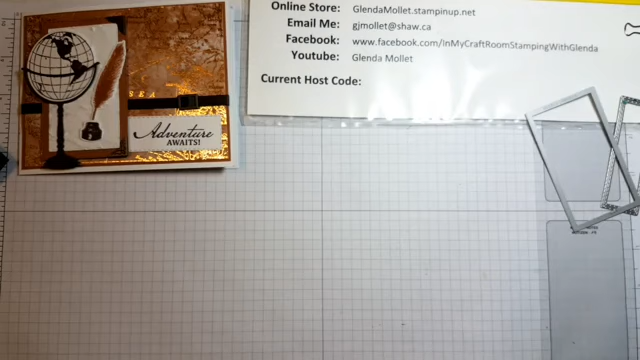 Online Store: GlendaMollet.stampinup.net
Email Me: gjmollet@shaw.ca
Facebook: www.facebook.com/InMyCraftRoomStampingWithGlenda
Youtube: Glenda Mollet
Current Host Code:
SEA
Adventure
AWAITS!